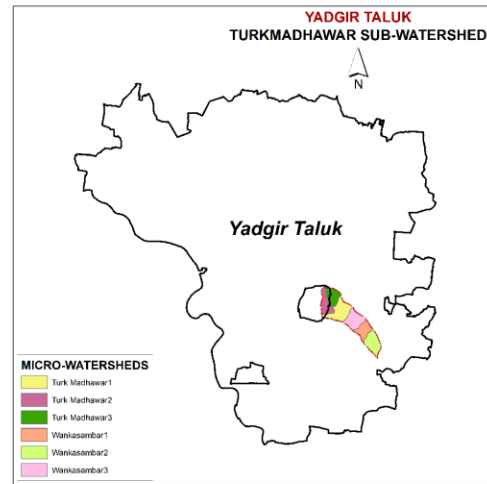 YADGIR TALUK
TURKMADHAWAR SUB-WATERSHED
N
Yadgir Taluk
MICRO-WATERSHEDS
Turk Madhawar1
Turk Madhawar2
Turk Madhawar3
Wankasambar1
Wankasambar2
Wankasambar3